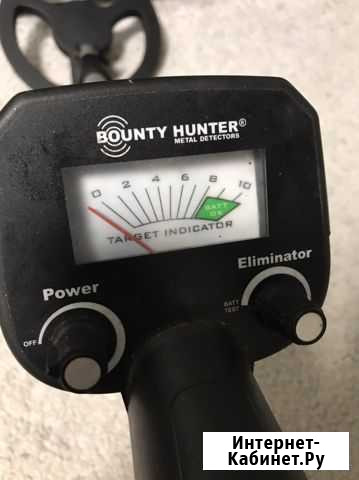 BOUNTY HUNTER®
METAL DETECTORS
0 2 4 6 8 10
BATT
OK
TARGET INDICATOR
Eliminator
Power
BATT
TEST
OFF
Интернет-
Кабинет.Ру